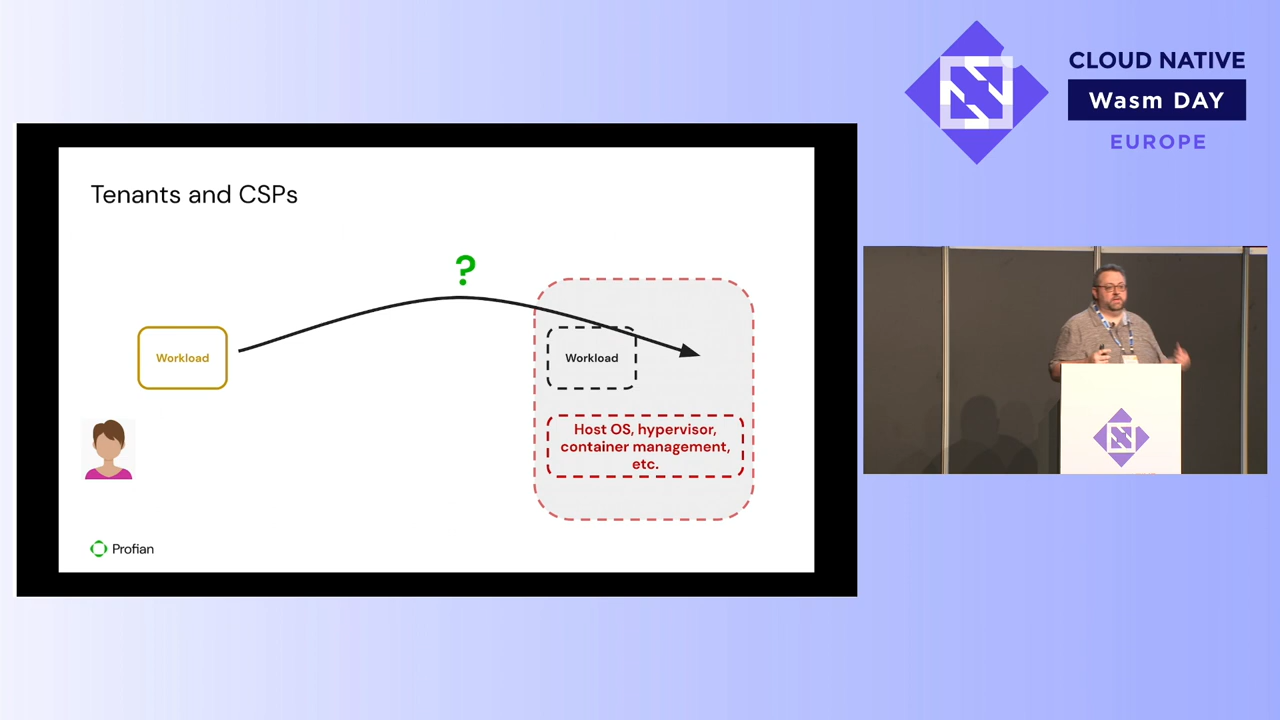 CLOUD NATIVE
Wasm DAY
EUROPE
Tenants and CSPs
?
Workload
Workload
Host OS, hypervisor,
container management,
etc.
Profian